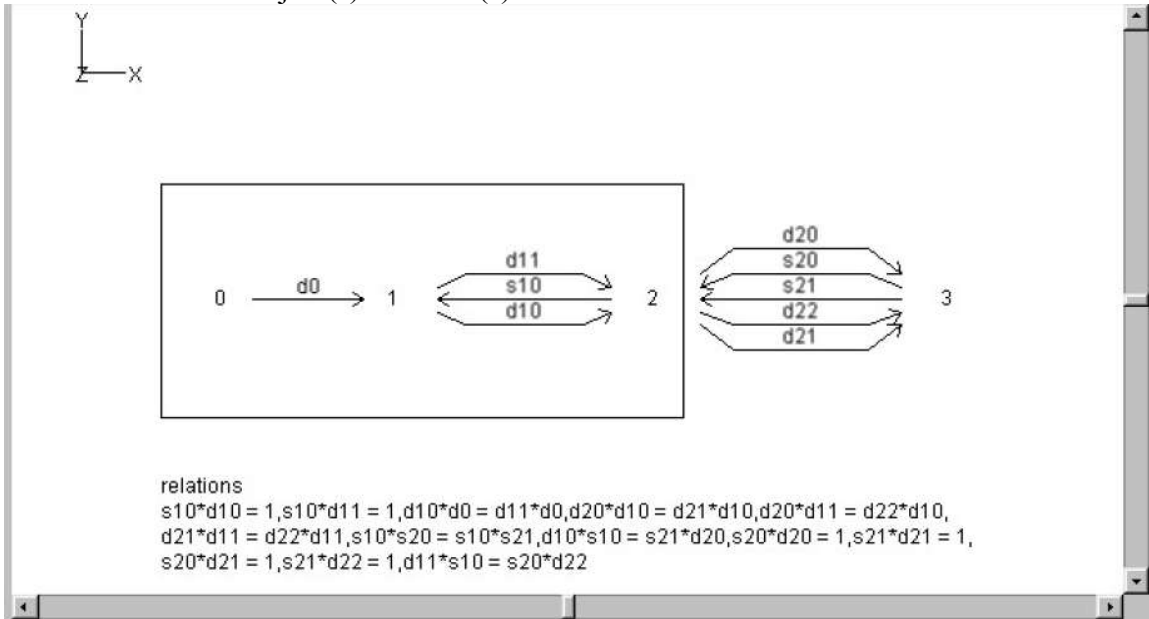 Y
Z X
d20
d11 s20
d0 s10 s21
0 1 2 3
d10 d22
d21
relations
s10*d10 = 1,s10*d11 = 1,d10*d0 = d11*d0,d20*d10 = d21*d10,d20*d11 = d22*d10,
d21*d11 = d22*d11,s10*s20 = s10*s21,d10*s10 = s21*d20,s20*d20 = 1,s21*d21 = 1,
s20*d21 = 1,s21*d22 = 1,d11*s10 = s20*d22